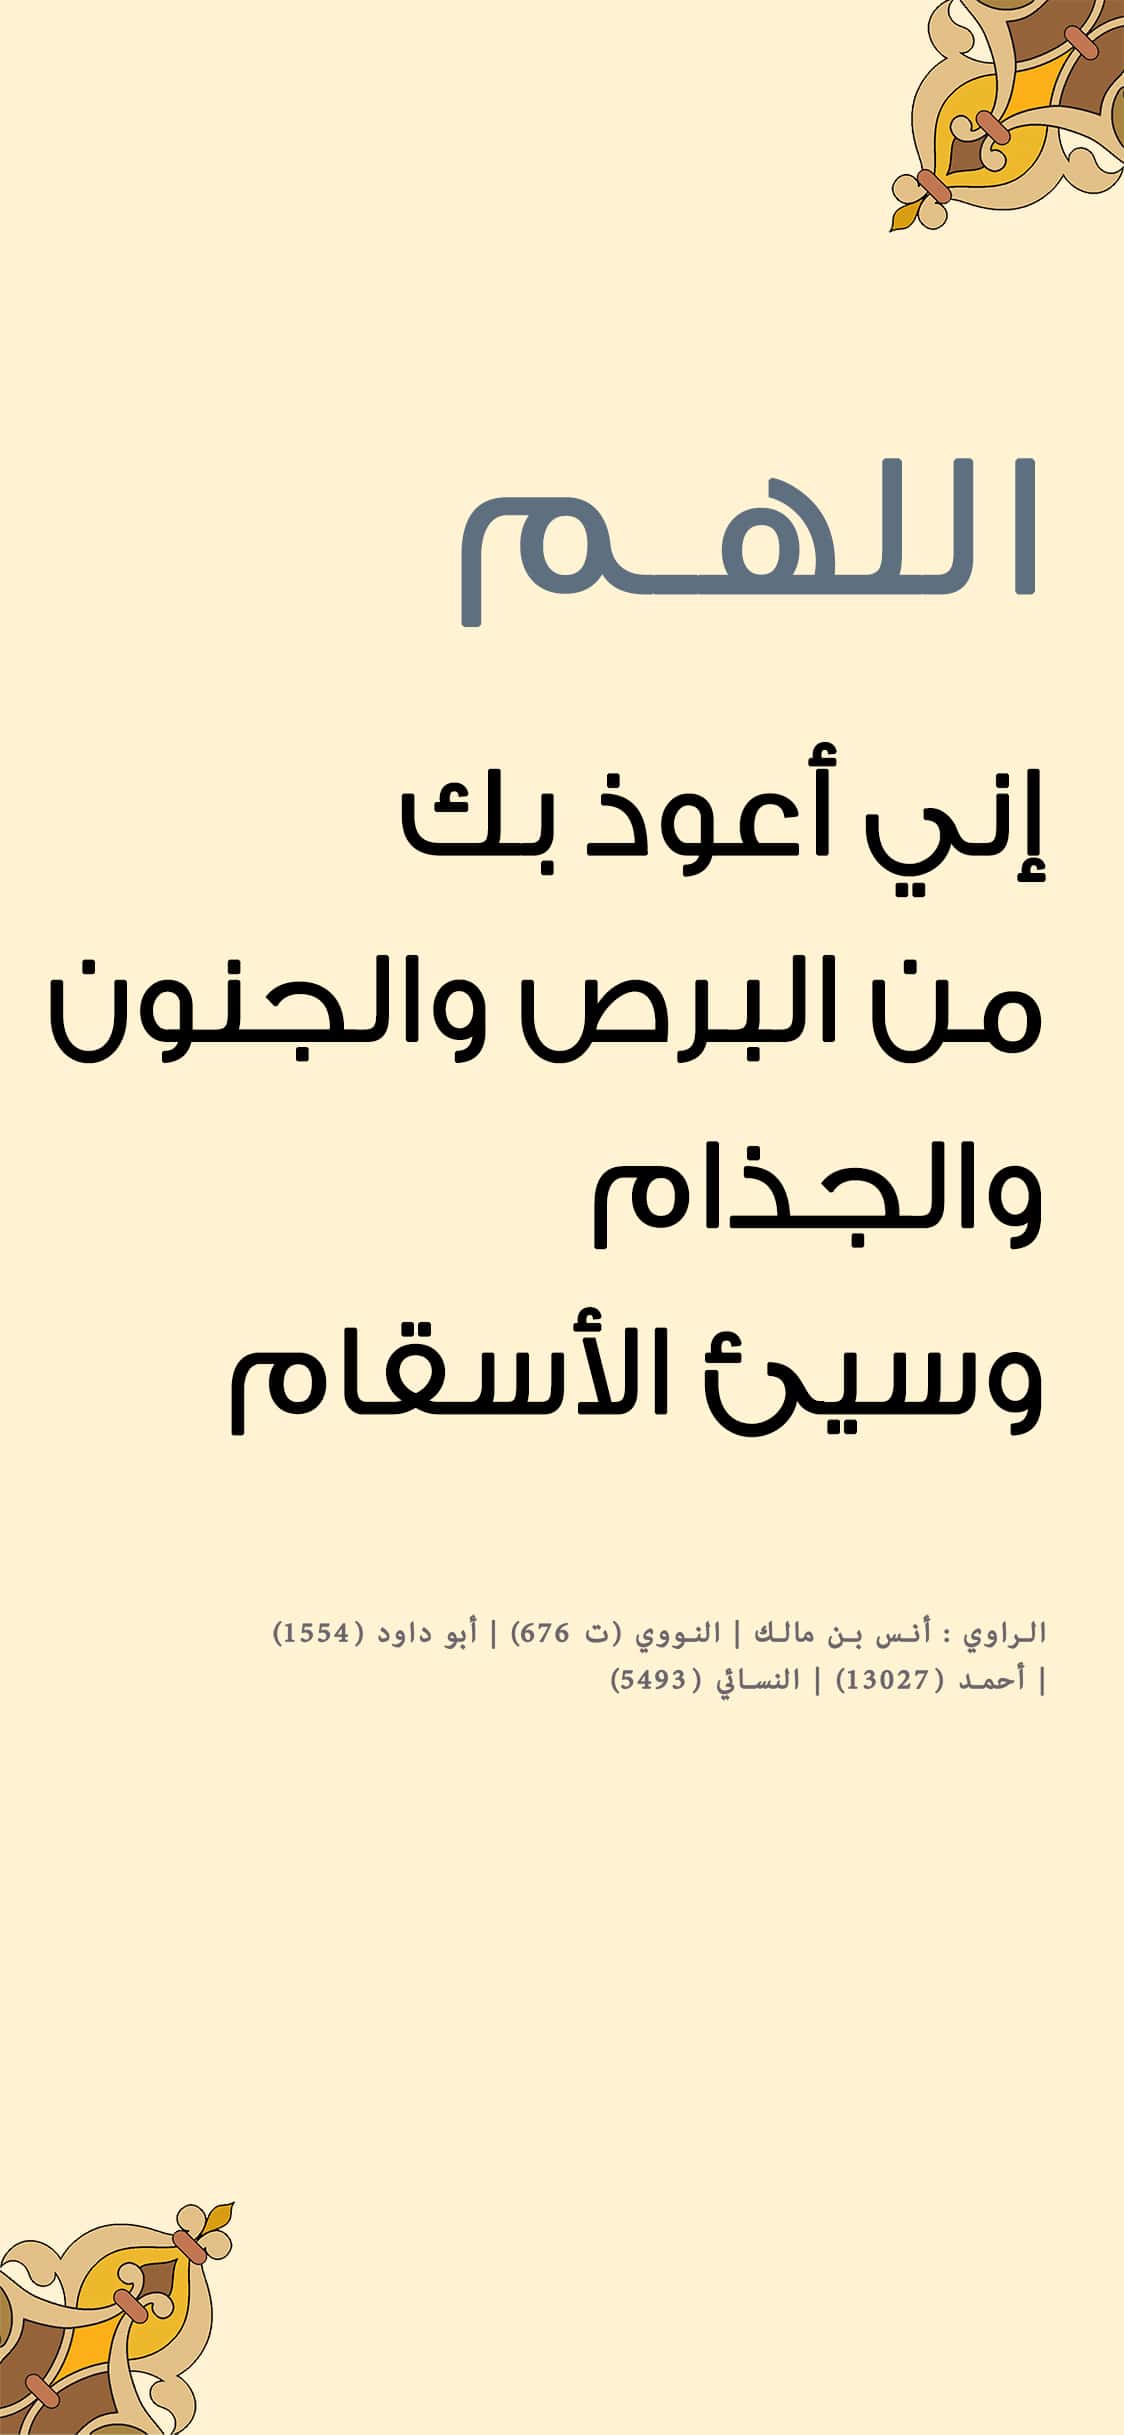 اللهم
إني أعوذ بك
من البرص والجنون
والجذام
وسيئ الأسقام
الراوي : أنس بن مالك | النووي (ت 676) | أبو داود (1554)
| أحمد (13027) | النسائي (5493)